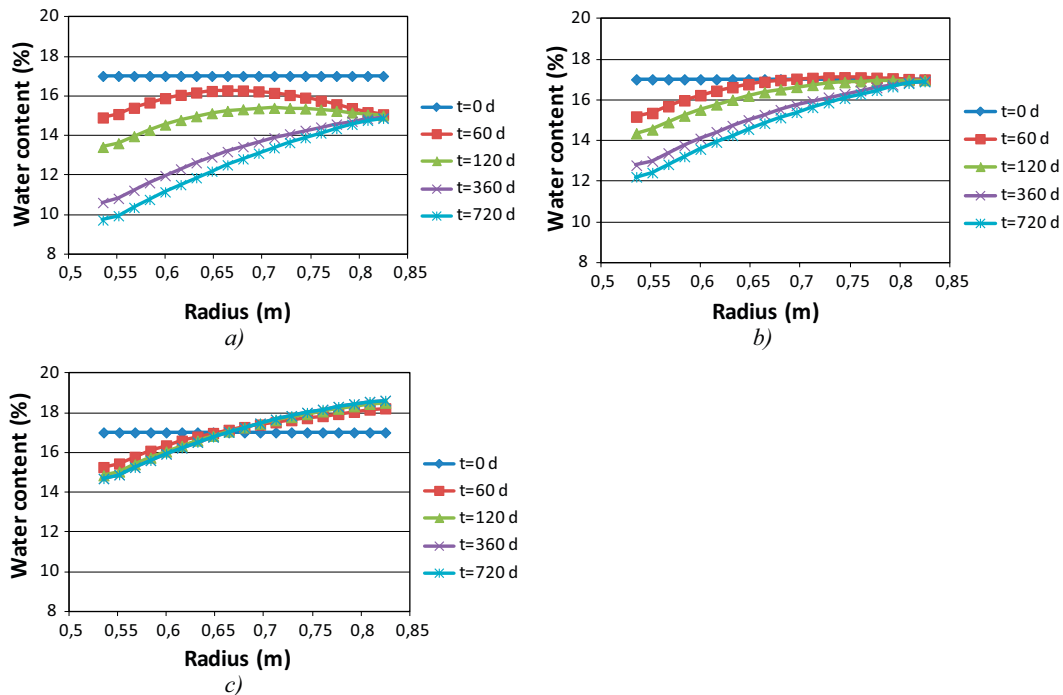 20
18
16
14
12
10
8
Water content (%)
0,5 0,55 0,6 0,65 0,7 0,75 0,8 0,85
Radius (m)
t=0 d
t=60 d
t=120 d
t=360 d
t=720 d
a)
20
18
16
14
12
10
8
Water content (%)
0,5 0,55 0,6 0,65 0,7 0,75 0,8 0,85
Radius (m)
t=0 d
t=60 d
t=120 d
t=360 d
t=720 d
b)
20
18
16
14
12
10
8
Water content (%)
0,5 0,55 0,6 0,65 0,7 0,75 0,8 0,85
Radius (m)
t=0 d
t=60 d
t=120 d
t=360 d
t=720 d
c)